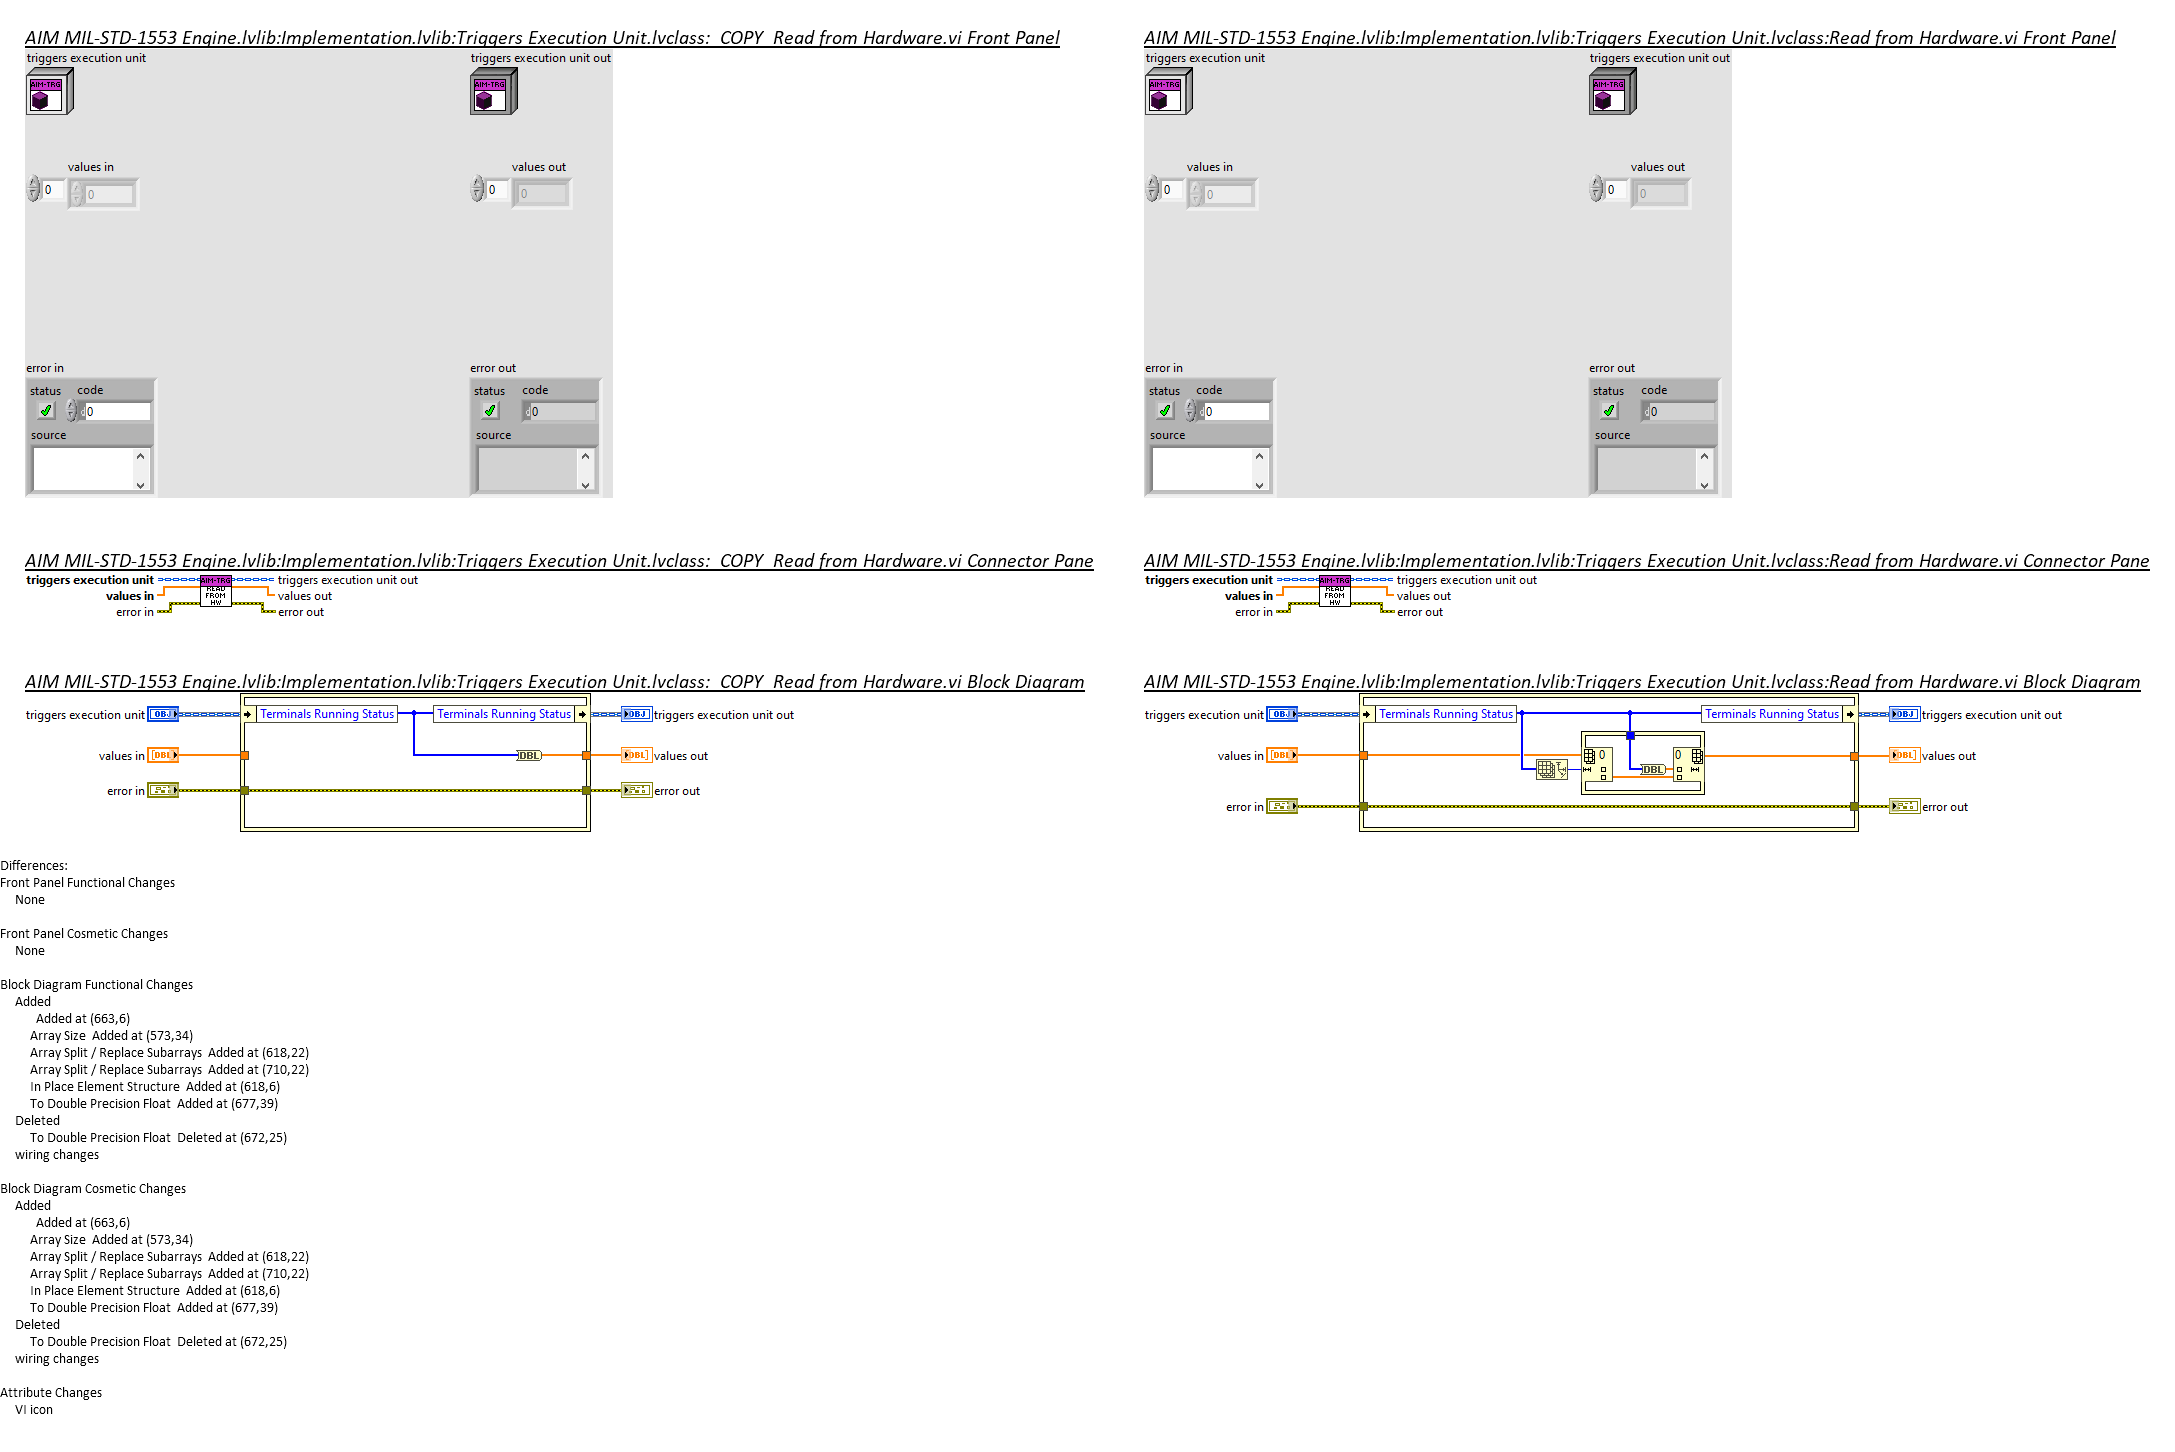 AIM MIL-STD-1553 Engine.lvlib:Implementation.lvlib:Triggers Execution Unit.lvclass:  COPY  Read from Hardware.vi Front Panel
triggers execution unit
triggers execution unit out
AIM-TRG
AIM-TRG
values in
values out
0
0
0
0
error in
error out
status
code
status
code
d
0
d
0
source
source
AIM MIL-STD-1553 Engine.lvlib:Implementation.lvlib:Triggers Execution Unit.lvclass:  COPY  Read from Hardware.vi Connector Pane
triggers execution unit
AIM-TRG
triggers execution unit out
values in
READ
FROM
HW
values out
error in
error out
AIM MIL-STD-1553 Engine.lvlib:Implementation.lvlib:Triggers Execution Unit.lvclass:  COPY  Read from Hardware.vi Block Diagram
triggers execution unit
OBJ
Terminals Running Status
Terminals Running Status
OBJ
triggers execution unit out
values in
[DBL]
DBL
[DBL]
values out
error in
error out
AIM MIL-STD-1553 Engine.lvlib:Implementation.lvlib:Triggers Execution Unit.lvclass:Read from Hardware.vi Front Panel
triggers execution unit
triggers execution unit out
AIM-TRG
AIM-TRG
values in
values out
0
0
0
0
error in
error out
status
code
status
code
d
0
d
0
source
source
AIM MIL-STD-1553 Engine.lvlib:Implementation.lvlib:Triggers Execution Unit.lvclass:Read from Hardware.vi Connector Pane
triggers execution unit
AIM-TRG
triggers execution unit out
values in
READ
FROM
HW
values out
error in
error out
AIM MIL-STD-1553 Engine.lvlib:Implementation.lvlib:Triggers Execution Unit.lvclass:Read from Hardware.vi Block Diagram
triggers execution unit
OBJ
Terminals Running Status
Terminals Running Status
OBJ
triggers execution unit out
values in
[DBL]
0
DBL
0
[DBL]
values out
error in
error out
Differences:
Front Panel Functional Changes
None
Front Panel Cosmetic Changes
None
Block Diagram Functional Changes
Added
Added at (663,6)
Array Size  Added at (573,34)
Array Split / Replace Subarrays  Added at (618,22)
Array Split / Replace Subarrays  Added at (710,22)
In Place Element Structure  Added at (618,6)
To Double Precision Float  Added at (677,39)
Deleted
To Double Precision Float  Deleted at (672,25)
wiring changes
Block Diagram Cosmetic Changes
Added
Added at (663,6)
Array Size  Added at (573,34)
Array Split / Replace Subarrays  Added at (618,22)
Array Split / Replace Subarrays  Added at (710,22)
In Place Element Structure  Added at (618,6)
To Double Precision Float  Added at (677,39)
Deleted
To Double Precision Float  Deleted at (672,25)
wiring changes
Attribute Changes
VI icon